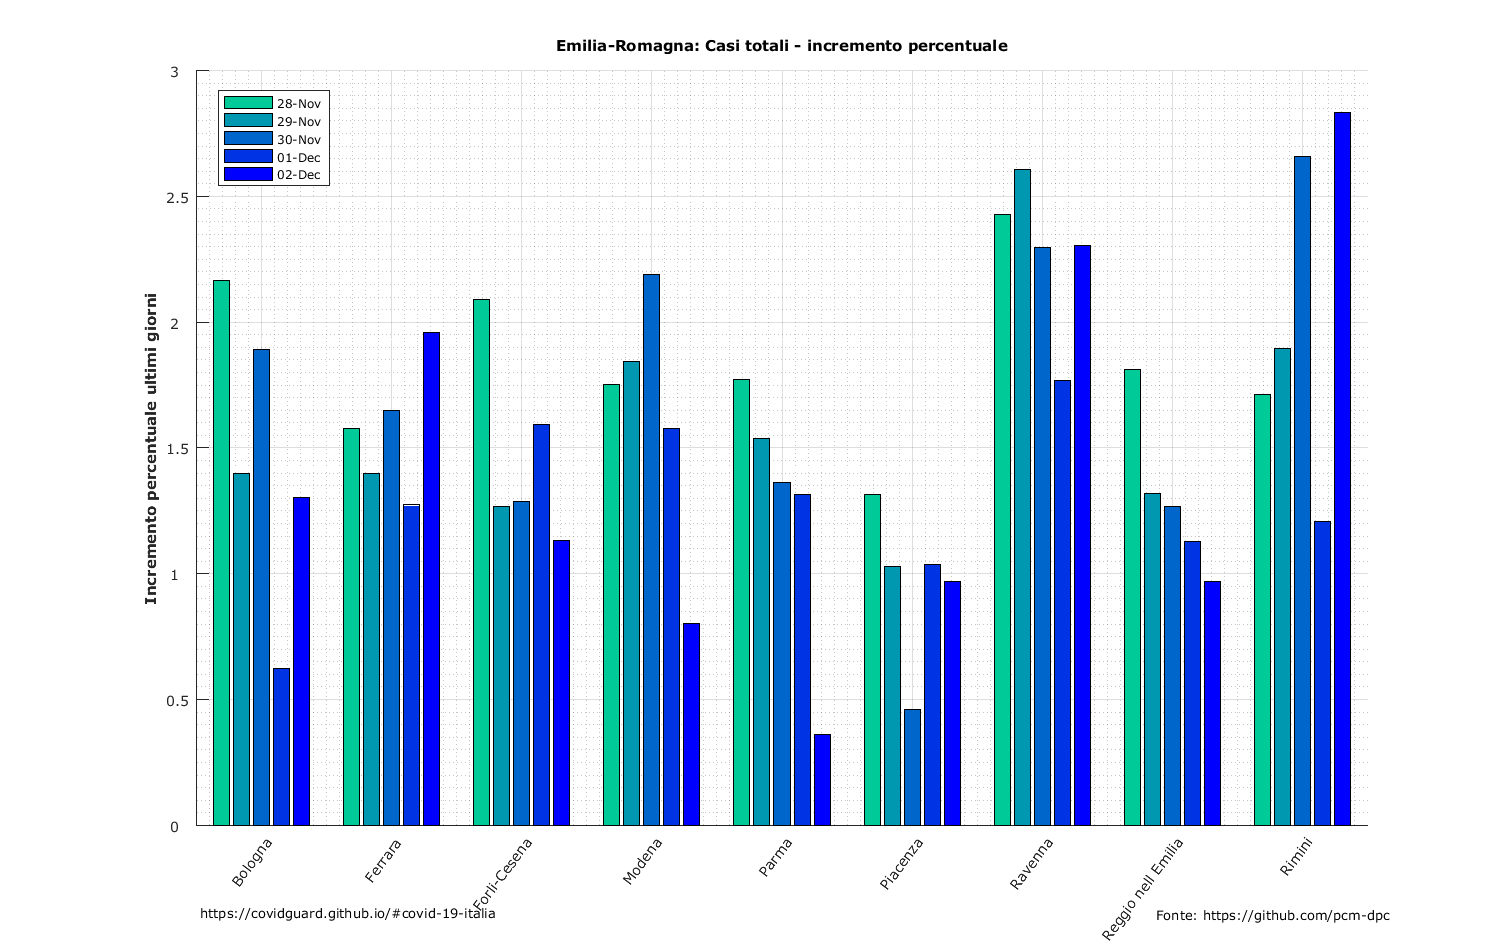 Emilia-Romagna: Casi totali - incremento percentuale
3
2.5
2
1.5
1
0.5
0
Incremento percentuale ultimi giorni
28-Nov
29-Nov
30-Nov
01-Dec
02-Dec
Bologna
Ferrara
Forlì-Cesena
Modena
Parma
Piacenza
Ravenna
Reggio nell Emilia
Rimini
https://covidguard.github.io/#covid-19-italia
Fonte: https://github.com/pcm-dpc